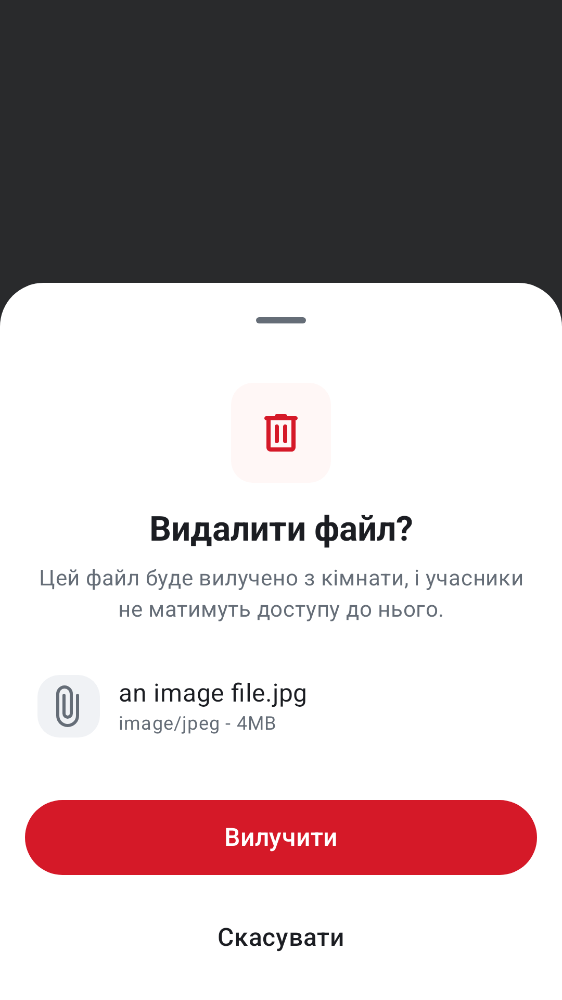 Видалити файл?
Цей файл буде вилучено з кімнати, і учасники
не матимуть доступу до нього.
an image file.jpg
image/jpeg - 4MB
Вилучити
Скасувати